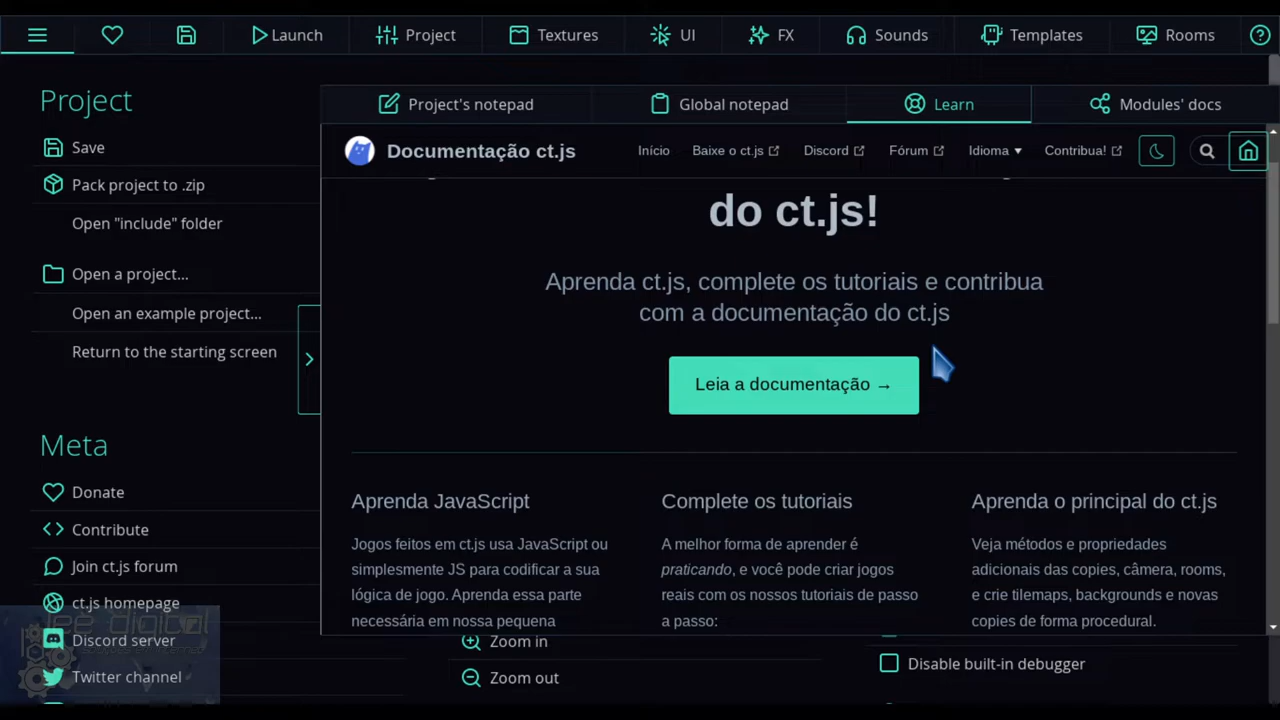 Launch
Project
Textures
UI
FX
Sounds
Templates
Rooms
Project
Save
Pack project to .zip
Open "include" folder
Open a project...
Open an example project...
Return to the starting screen
Meta
Donate
Contribute
Join ct.js forum
ct.js homepage
Discord server
Twitter channel
Project's notepad
Global notepad
Learn
Modules' docs
Documentação ct.js
Início
Baixe o ct.js
Discord
Fórum
Idioma
Contribua!
do ct.js!
Aprenda ct.js, complete os tutoriais e contribua
com a documentação do ct.js
Leia a documentação →
Aprenda JavaScript
Jogos feitos em ct.js usa JavaScript ou
simplesmente JS para codificar a sua
lógica de jogo. Aprenda essa parte
necessária em nossa pequena
Complete os tutoriais
A melhor forma de aprender é
praticando, e você pode criar jogos
reais com os nossos tutoriais de passo
a passo:
Aprenda o principal do ct.js
Veja métodos e propriedades
adicionais das copies, câmera, rooms,
e crie tilemaps, backgrounds e novas
copies de forma procedural.
Zoom in
Zoom out
Disable built-in debugger